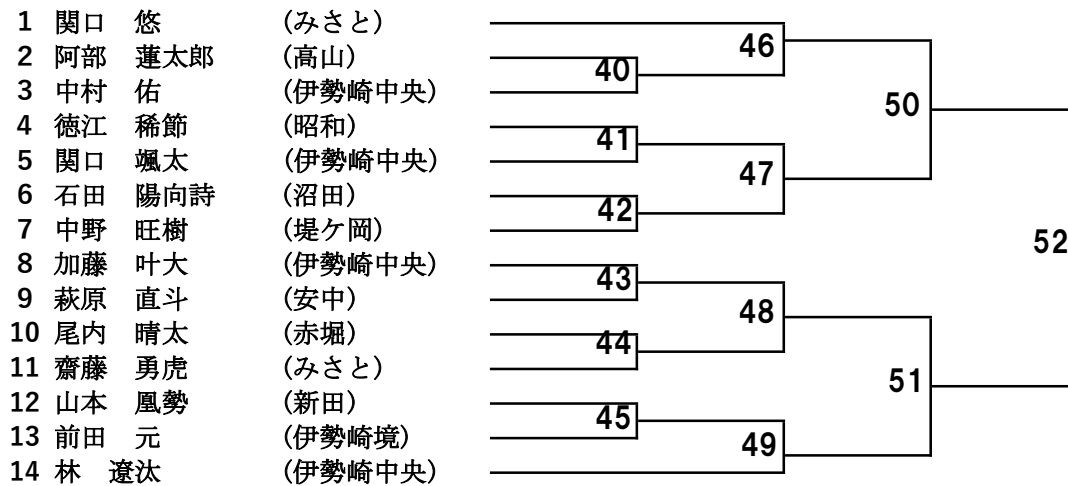 1 関口 悠 (みさと)
2 阿部 蓮太郎 (高山)
3 中村 佑 (伊勢崎中央)
4 徳江 稀節 (昭和)
5 関口 颯太 (伊勢崎中央)
6 石田 陽向詩 (沼田)
7 中野 旺樹 (堤ケ岡)
8 加藤 叶大 (伊勢崎中央)
9 萩原 直斗 (安中)
10 尾内 晴太 (赤堀)
11 齋藤 勇虎 (みさと)
12 山本 凰勢 (新田)
13 前田 元 (伊勢崎境)
14 林 遼汰 (伊勢崎中央)
40
41
42
43
44
45
46
47
48
49
50
51
52